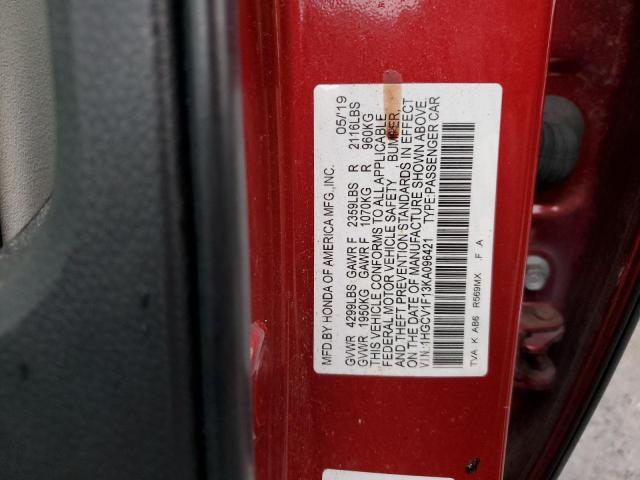 MFD.BY HONDA OF AMERICA MFG.,INC. 05/19
GVWR 4299LBS GAWR F 2359LBS R 2116LBS
GVWR 1950KG GAWR F 1070KG R 960KG
THIS VEHICLE CONFORMS TO ALL APPLICABLE
FEDERAL MOTOR VEHICLE SAFETY, BUMPER,
AND THEFT PREVENTION STANDARDS IN EFFECT
ON THE DATE OF MANUFACTURE SHOWN ABOVE.
V.I.N.:1HGCV1F13KA096421 TYPE:PASSENGER CAR
TVA K AB6 R569MX F A